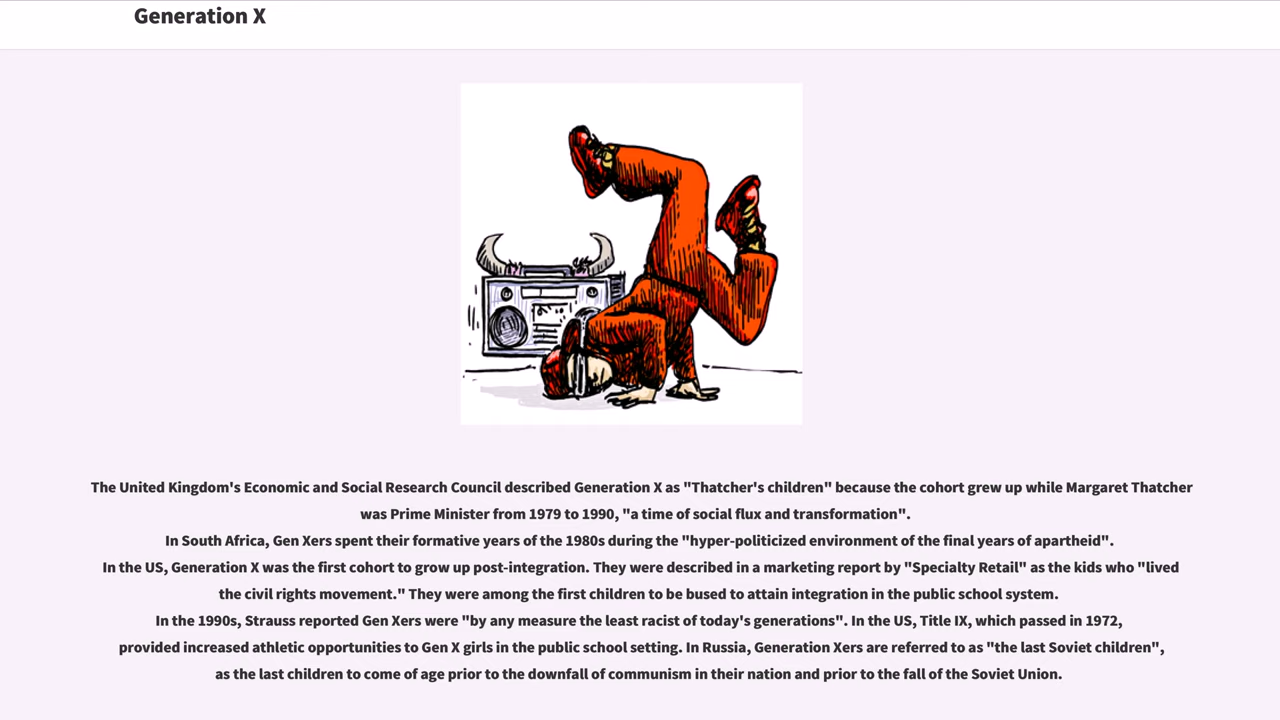 Generation X
The United Kingdom's Economic and Social Research Council described Generation X as "Thatcher's children" because the cohort grew up while Margaret Thatcher
was Prime Minister from 1979 to 1990, "a time of social flux and transformation".
In South Africa, Gen Xers spent their formative years of the 1980s during the "hyper-politicized environment of the final years of apartheid".
In the US, Generation X was the first cohort to grow up post-integration. They were described in a marketing report by "Specialty Retail" as the kids who "lived
the civil rights movement." They were among the first children to be bused to attain integration in the public school system.
In the 1990s, Strauss reported Gen Xers were "by any measure the least racist of today's generations". In the US, Title IX, which passed in 1972,
provided increased athletic opportunities to Gen X girls in the public school setting. In Russia, Generation Xers are referred to as "the last Soviet children",
as the last children to come of age prior to the downfall of communism in their nation and prior to the fall of the Soviet Union.